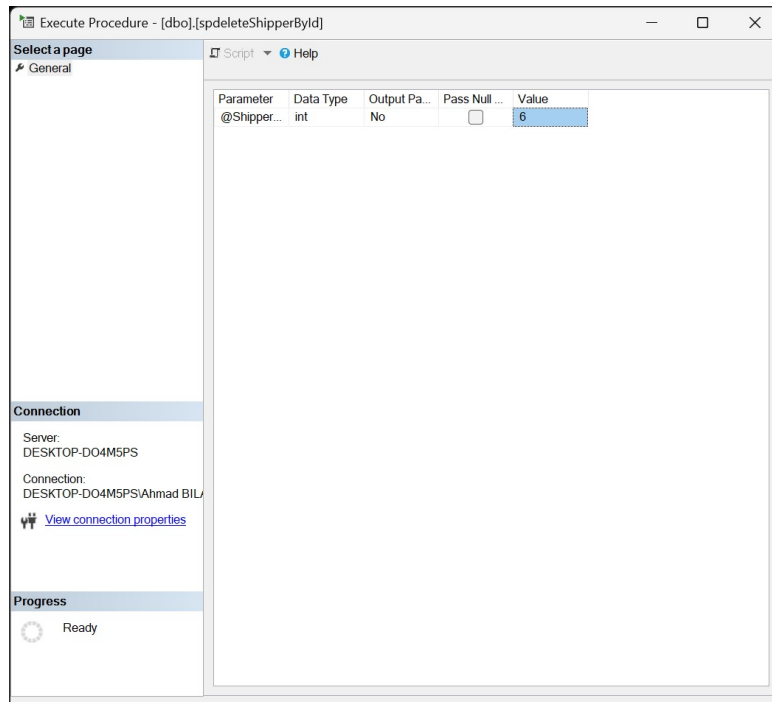 Execute Procedure - [dbo].[spdeleteShipperById]
Select a page
General
Script Help
Parameter Data Type Output Pa... Pass Null ... Value
@Shipper... int No 6
Connection
Server:
DESKTOP-DO4M5PS
Connection:
DESKTOP-DO4M5PS\Ahmad BILA
View connection properties
Progress
Ready